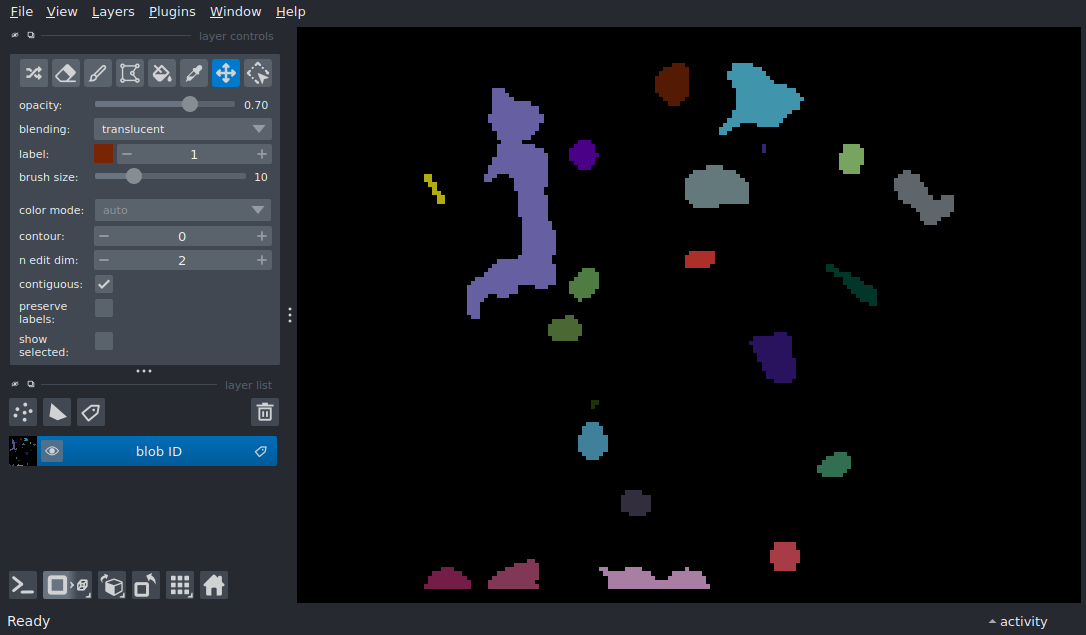 File View Layers Plugins Window Help
layer controls
opacity: 0.70
blending: translucent
label: 1
brush size: 10
color mode: auto
contour: 0
n edit dim: 2
contiguous:
preserve
labels:
show
selected:
layer list
blob ID
Ready activity